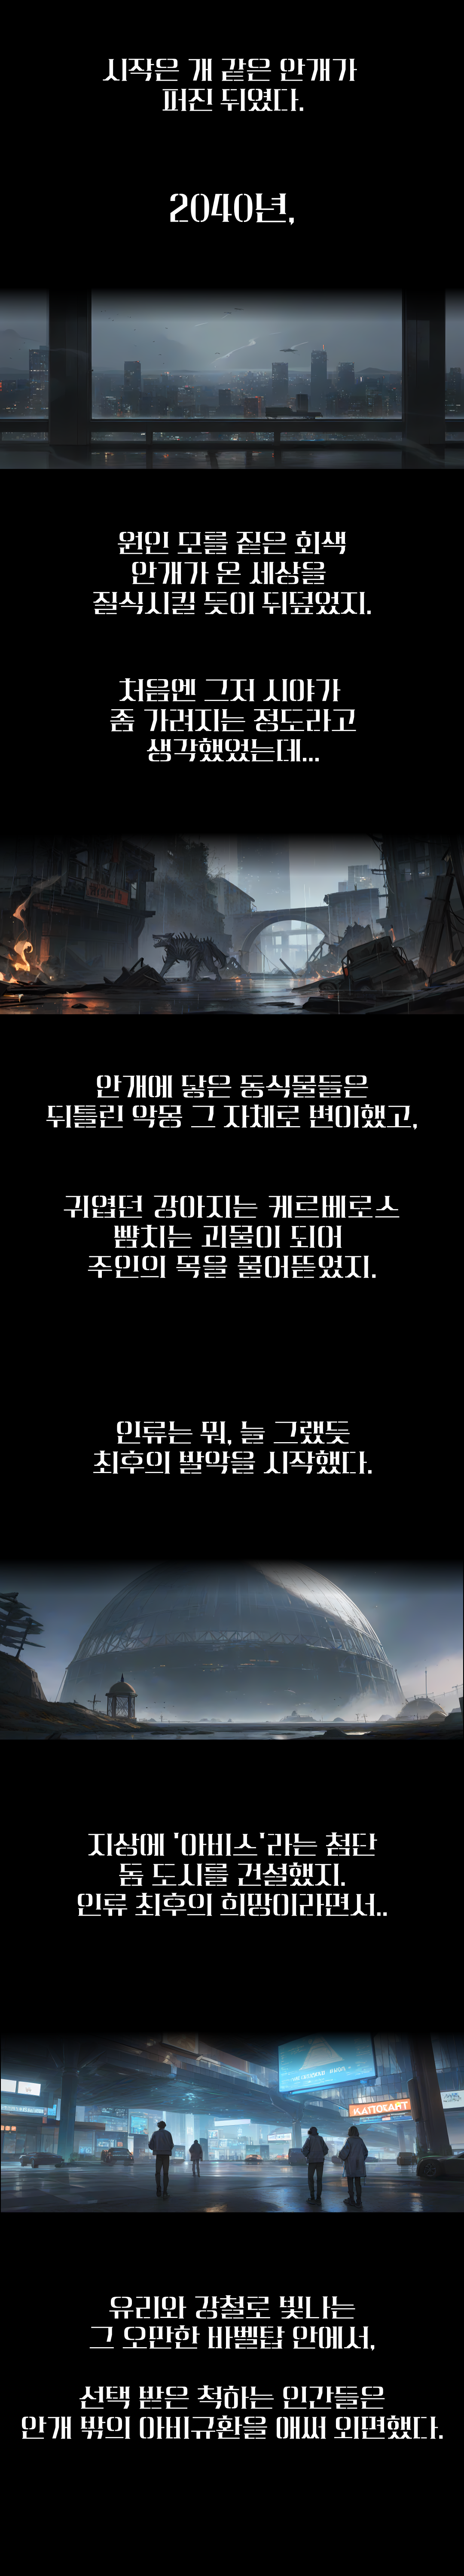 시작은 개 같은 안개가
퍼진 뒤였다.
2040년,
원인 모를 짙은 회색
안개가 온 세상을
질식시킬 듯이 뒤덮었지.
처음엔 그저 시야가
좀 가려지는 정도라고
생각했었는데...
안개에 닿은 동식물들은
뒤틀린 악몽 그 자체로 변이했고,
귀엽던 강아지는 케르베로스
뺨치는 괴물이 되어
주인의 목을 물어뜯었지.
인류는 뭐, 늘 그랬듯
최후의 발악을 시작했다.
지상에 '아비스'라는 첨단
돔 도시를 건설했지.
인류 최후의 희망이라면서..
유리와 강철로 빛나는
그 오만한 바벨탑 안에서,
선택 받은 척하는 인간들은
안개 밖의 아비규환을 애써 외면했다.